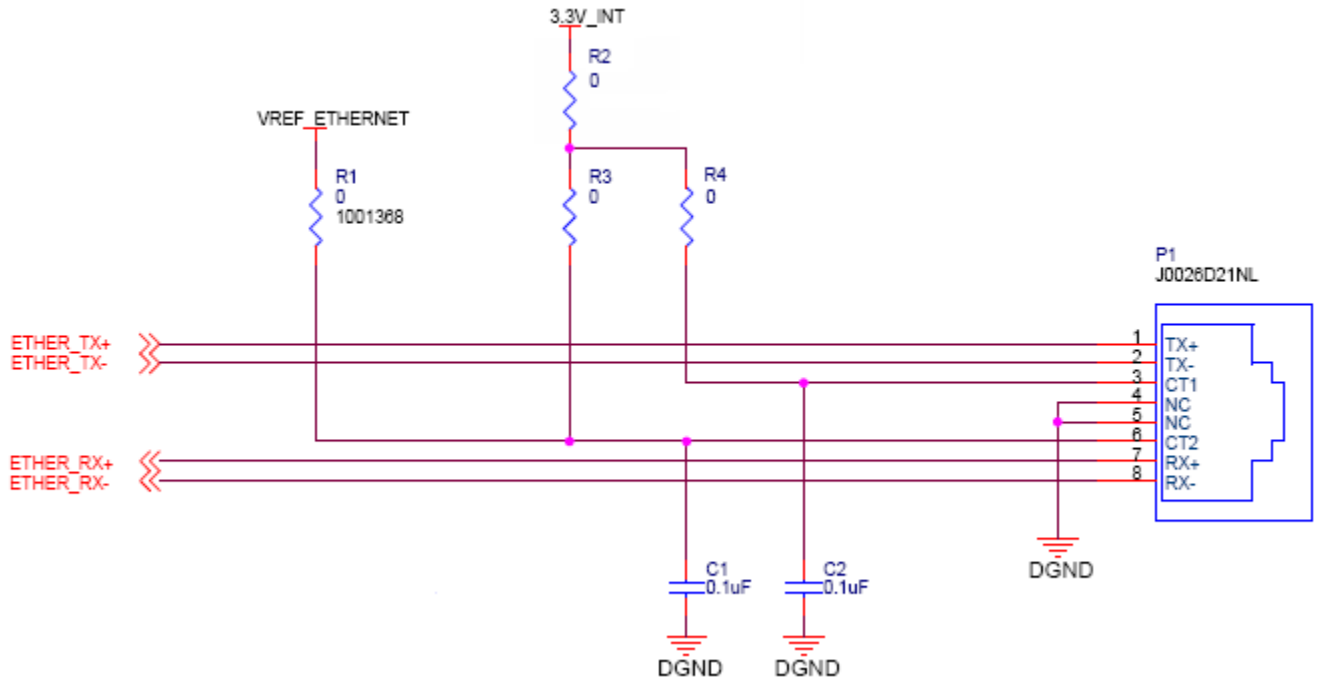 3.3V_INT
R2
0
VREF_ETHERNET
R1
0
1001368
R3
0
R4
0
P1
J0026D21NL
ETHER_TX+
ETHER_TX-
ETHER_RX+
ETHER_RX-
1
2
3
4
5
6
7
8
TX+
TX-
CT1
NC
NC
CT2
RX+
RX-
C1
0.1uF
C2
0.1uF
DGND
DGND
DGND